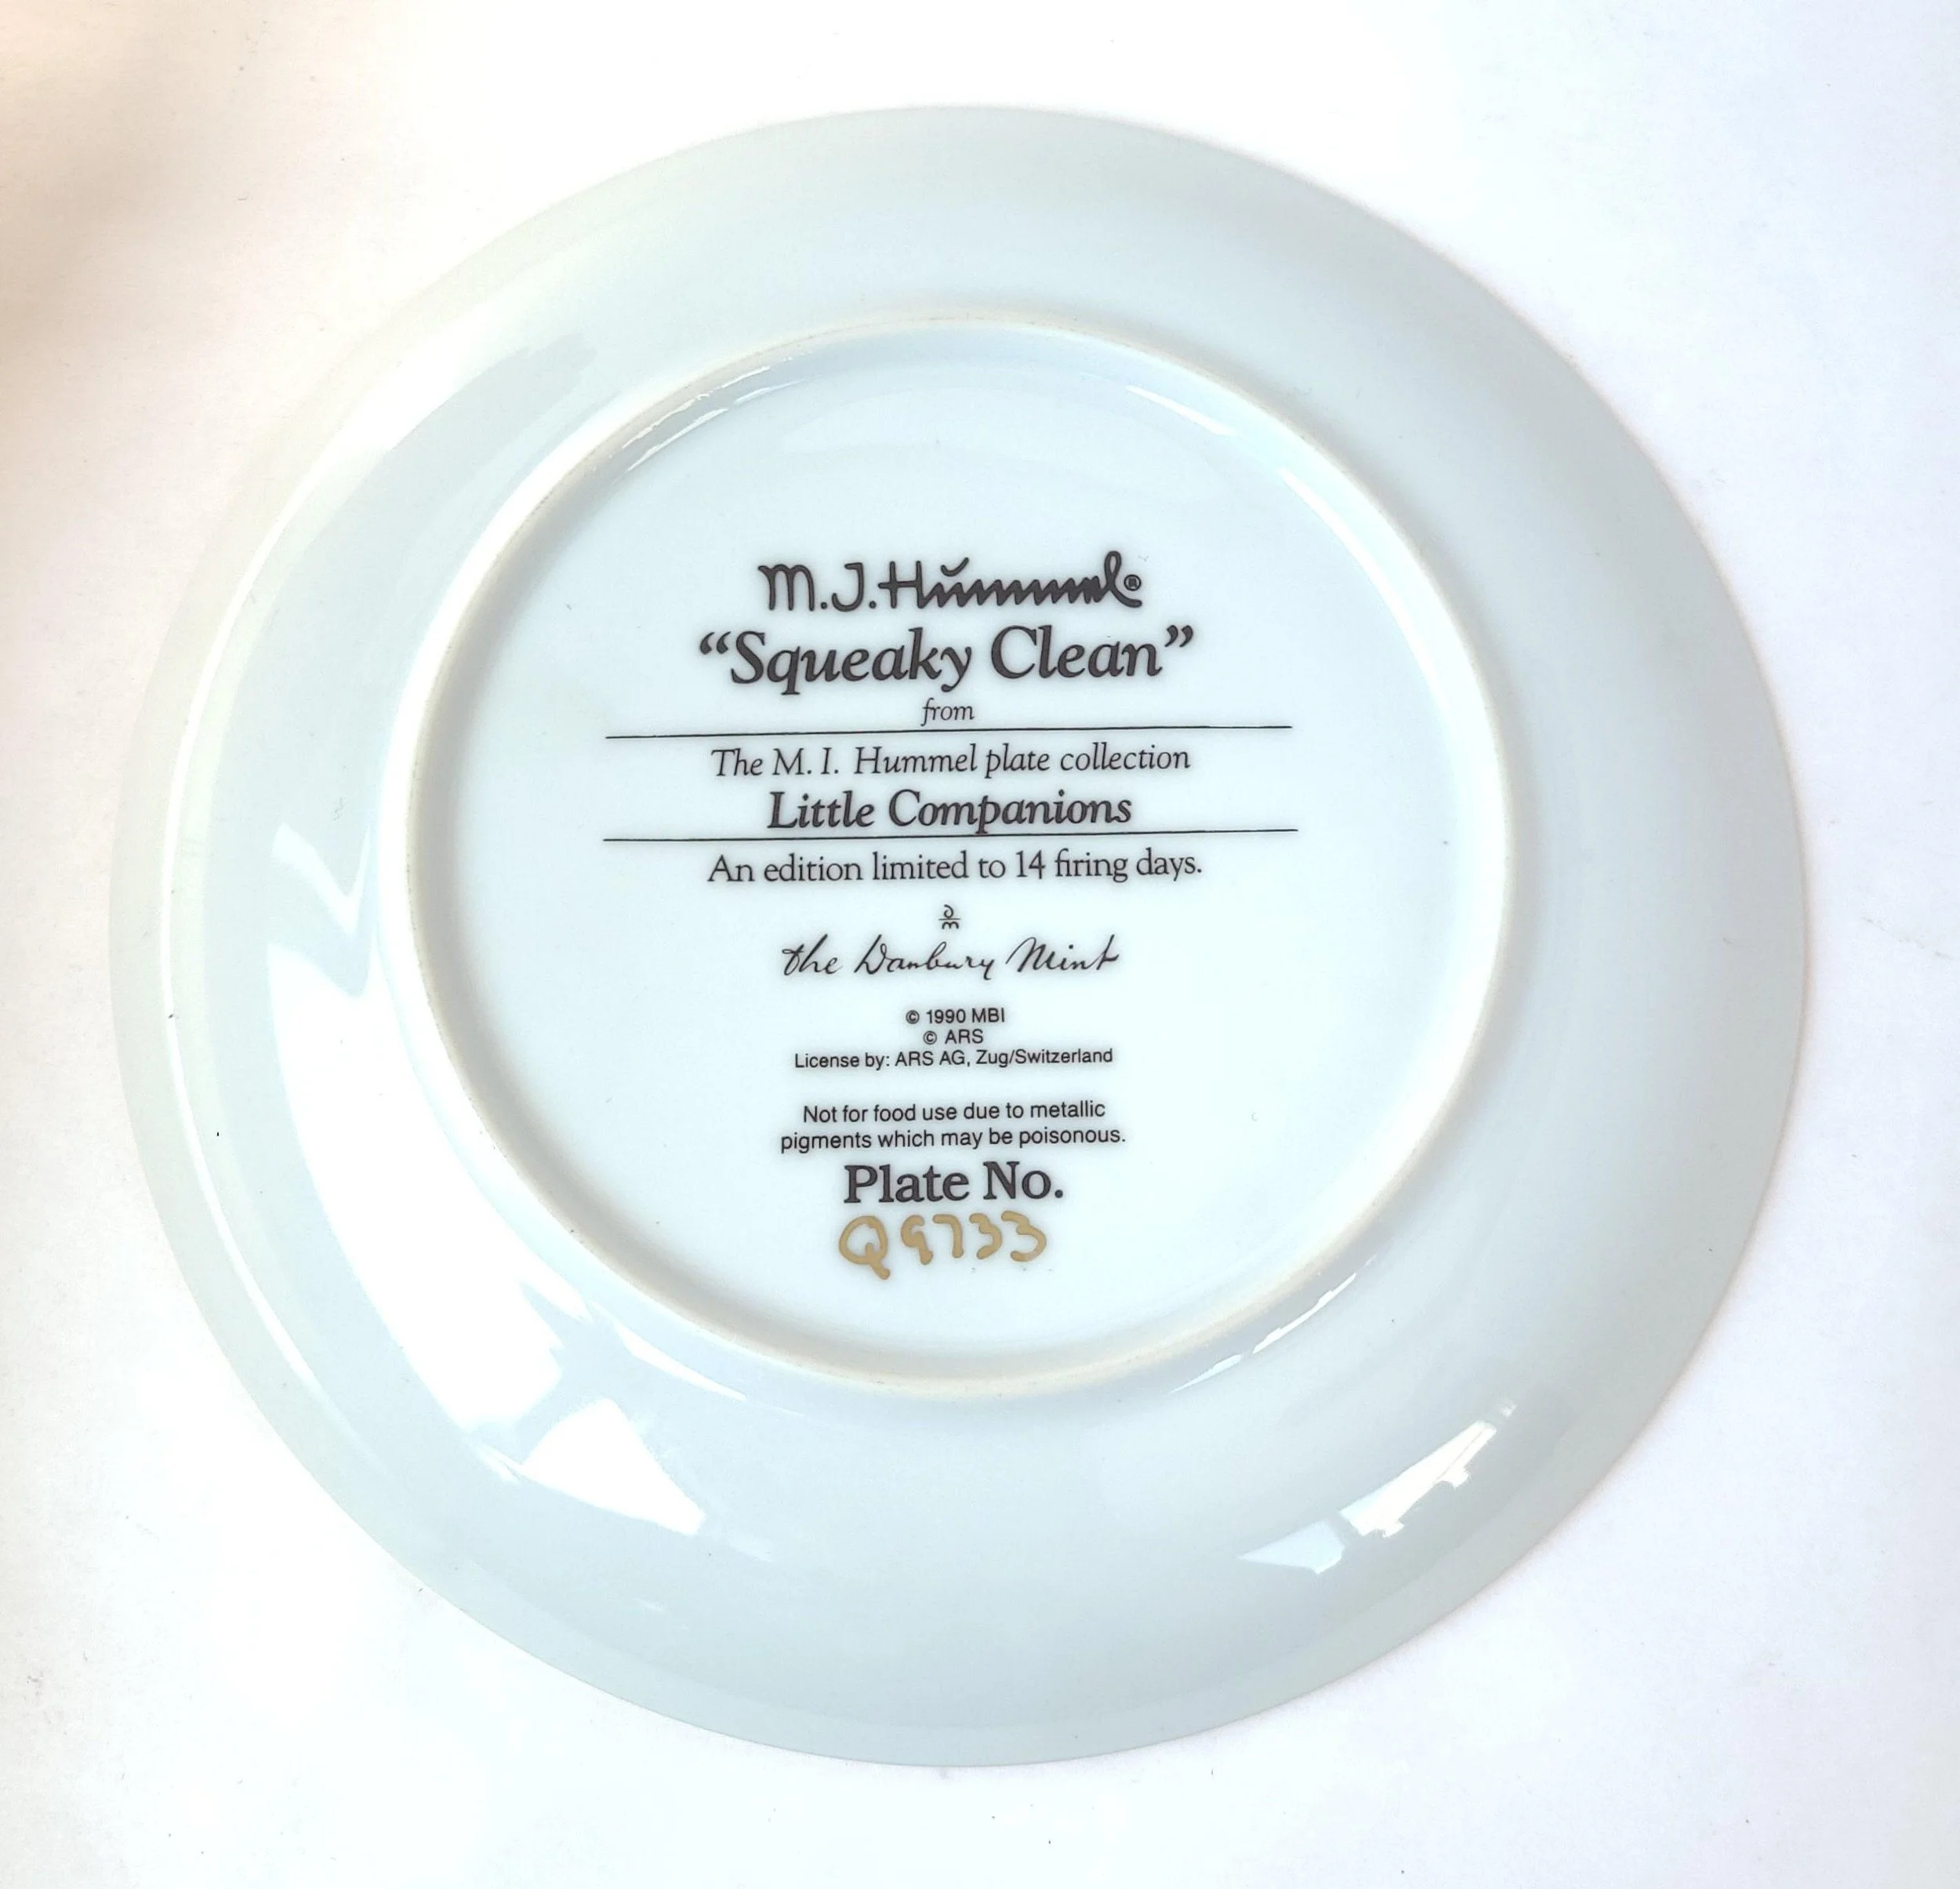 M.J.Hŭmmel®
“Squeaky Clean”
from
The M. I. Hummel plate collection
Little Companions
An edition limited to 14 firing days.
the Danbury Mint
© 1990 MBI
© ARS
License by: ARS AG, Zug/Switzerland
Not for food use due to metallic
pigments which may be poisonous.
Plate No.
Q9733